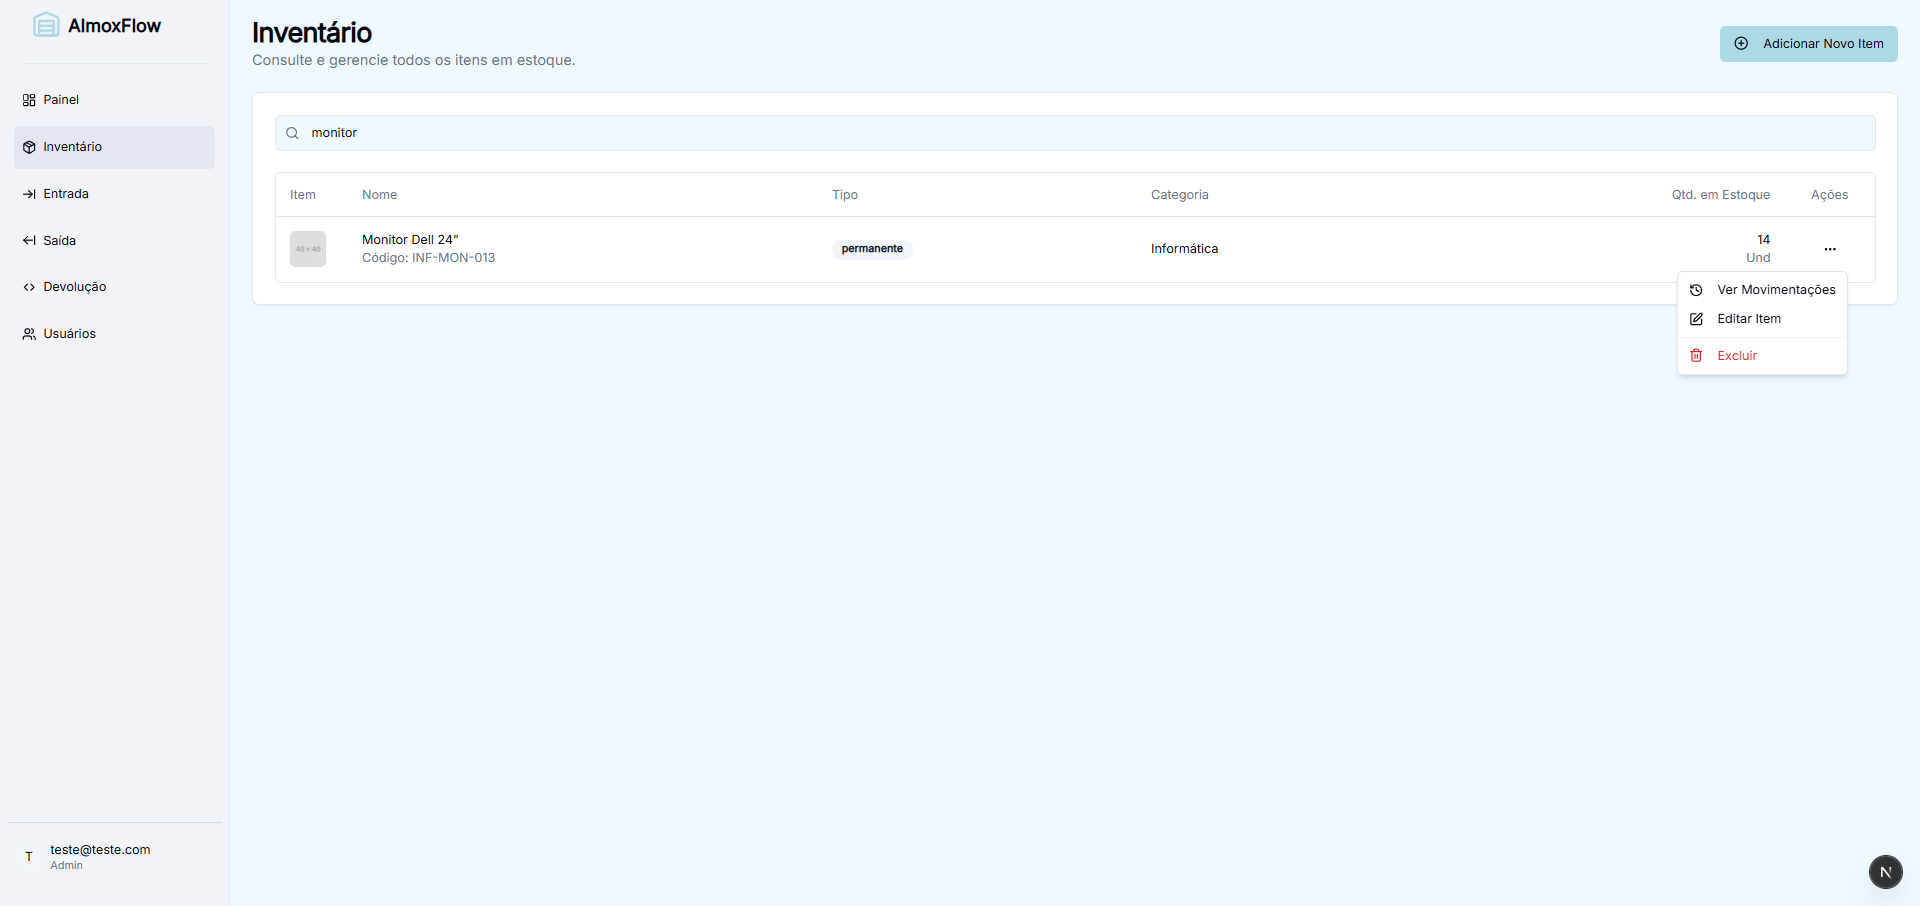 AlmoxFlow
Painel
Inventário
Entrada
Saída
Devolução
Usuários
teste@teste.com
T
Admin
Inventário
Consulte e gerencie todos os itens em estoque.
Adicionar Novo Item
monitor
Item Nome Tipo Categoria Qtd. em Estoque Ações
40 × 40
Monitor Dell 24" permanente Informática 14 ...
Código: INF-MON-013 Und
Ver Movimentações
Editar Item
Excluir
N